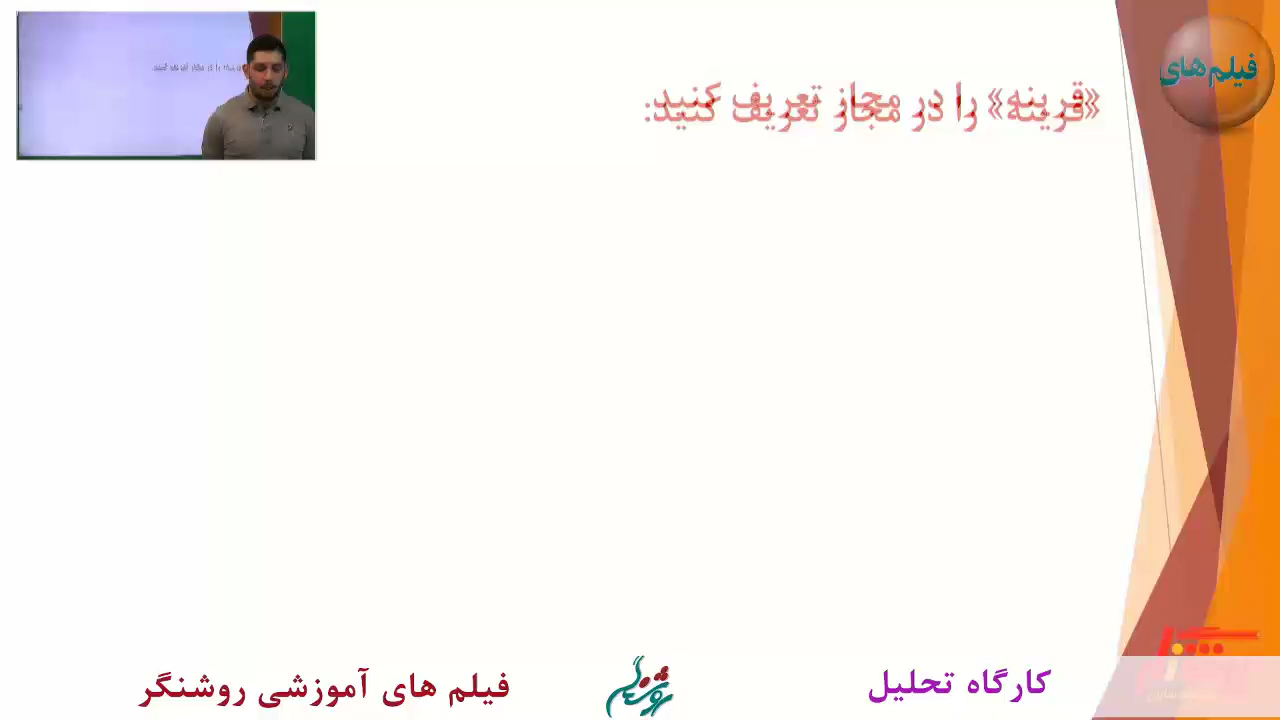 فیلم های
«قرینه» را در مجاز تعریف کنید:
کارگاه تحلیل
فیلم های آموزشی روشنگر